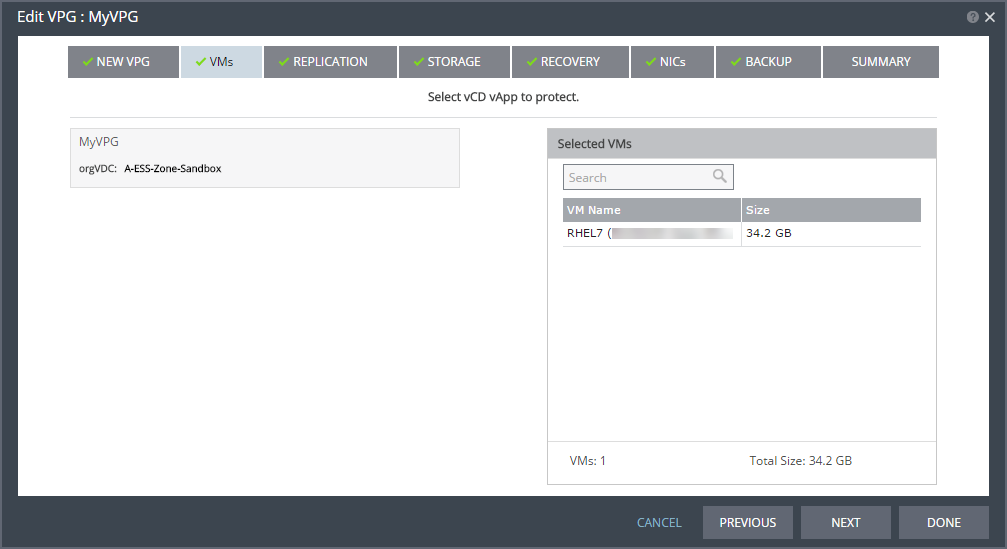 Edit VPG : MyVPG
?
NEW VPG
VMs
REPLICATION
STORAGE
RECOVERY
NICs
BACKUP
SUMMARY
Select vCD vApp to protect.
MyVPG
orgVDC: A-ESS-Zone-Sandbox
Selected VMs
Search
VM Name Size
RHEL7 ( 34.2 GB
VMs: 1 Total Size: 34.2 GB
CANCEL PREVIOUS NEXT DONE